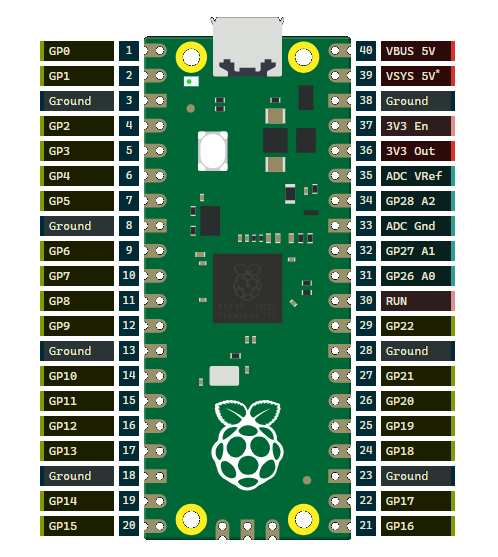 GP0 1 40 VBUS 5V
GP1 2 39 VSYS 5V*
Ground 3 38 Ground
GP2 4 37 3V3 En
GP3 5 36 3V3 Out
GP4 6 35 ADC VRef
GP5 7 34 GP28 A2
Ground 8 33 ADC Gnd
GP6 9 32 GP27 A1
GP7 10 31 GP26 A0
GP8 11 30 RUN
GP9 12 29 GP22
Ground 13 28 Ground
GP10 14 27 GP21
GP11 15 26 GP20
GP12 16 25 GP19
GP13 17 24 GP18
Ground 18 23 Ground
GP14 19 22 GP17
GP15 20 21 GP16